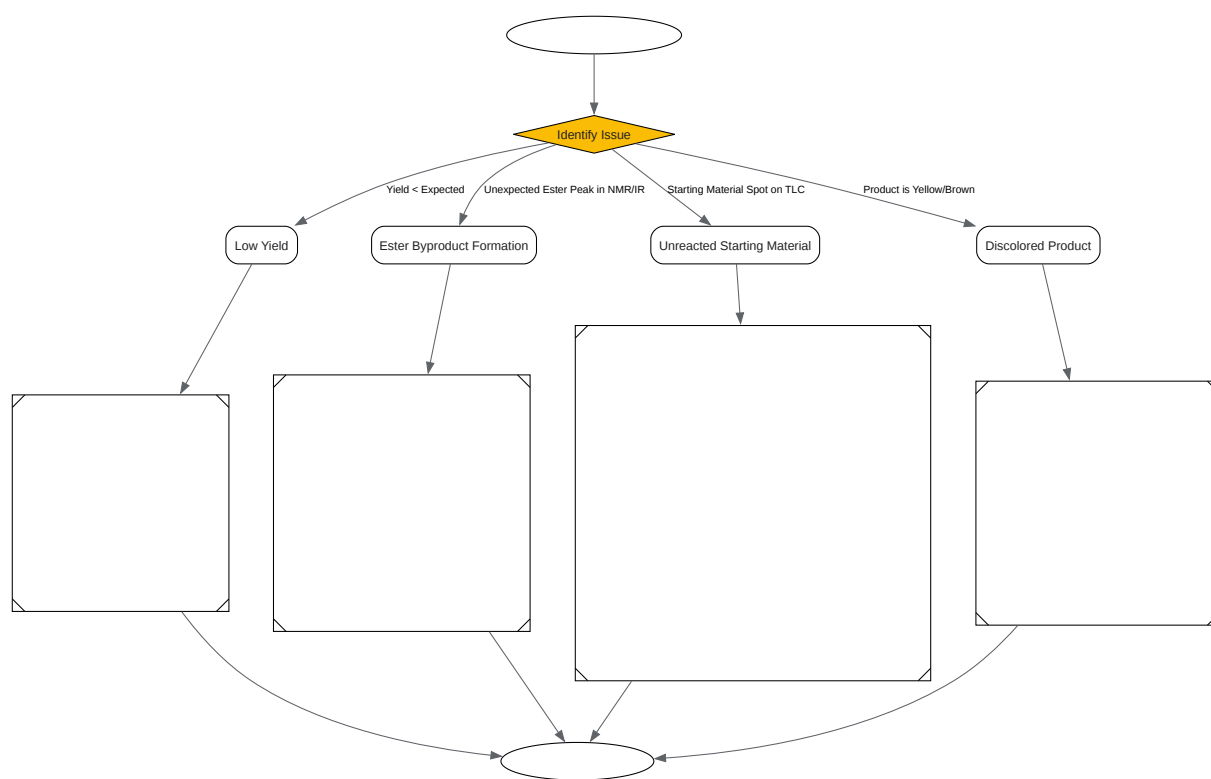 Identify Issue
Yield < Expected
Unexpected Ester Peak in NMR/IR
Starting Material Spot on TLC
Product is Yellow/Brown
Low Yield
Ester Byproduct Formation
Unreacted Starting Material
Discolored Product